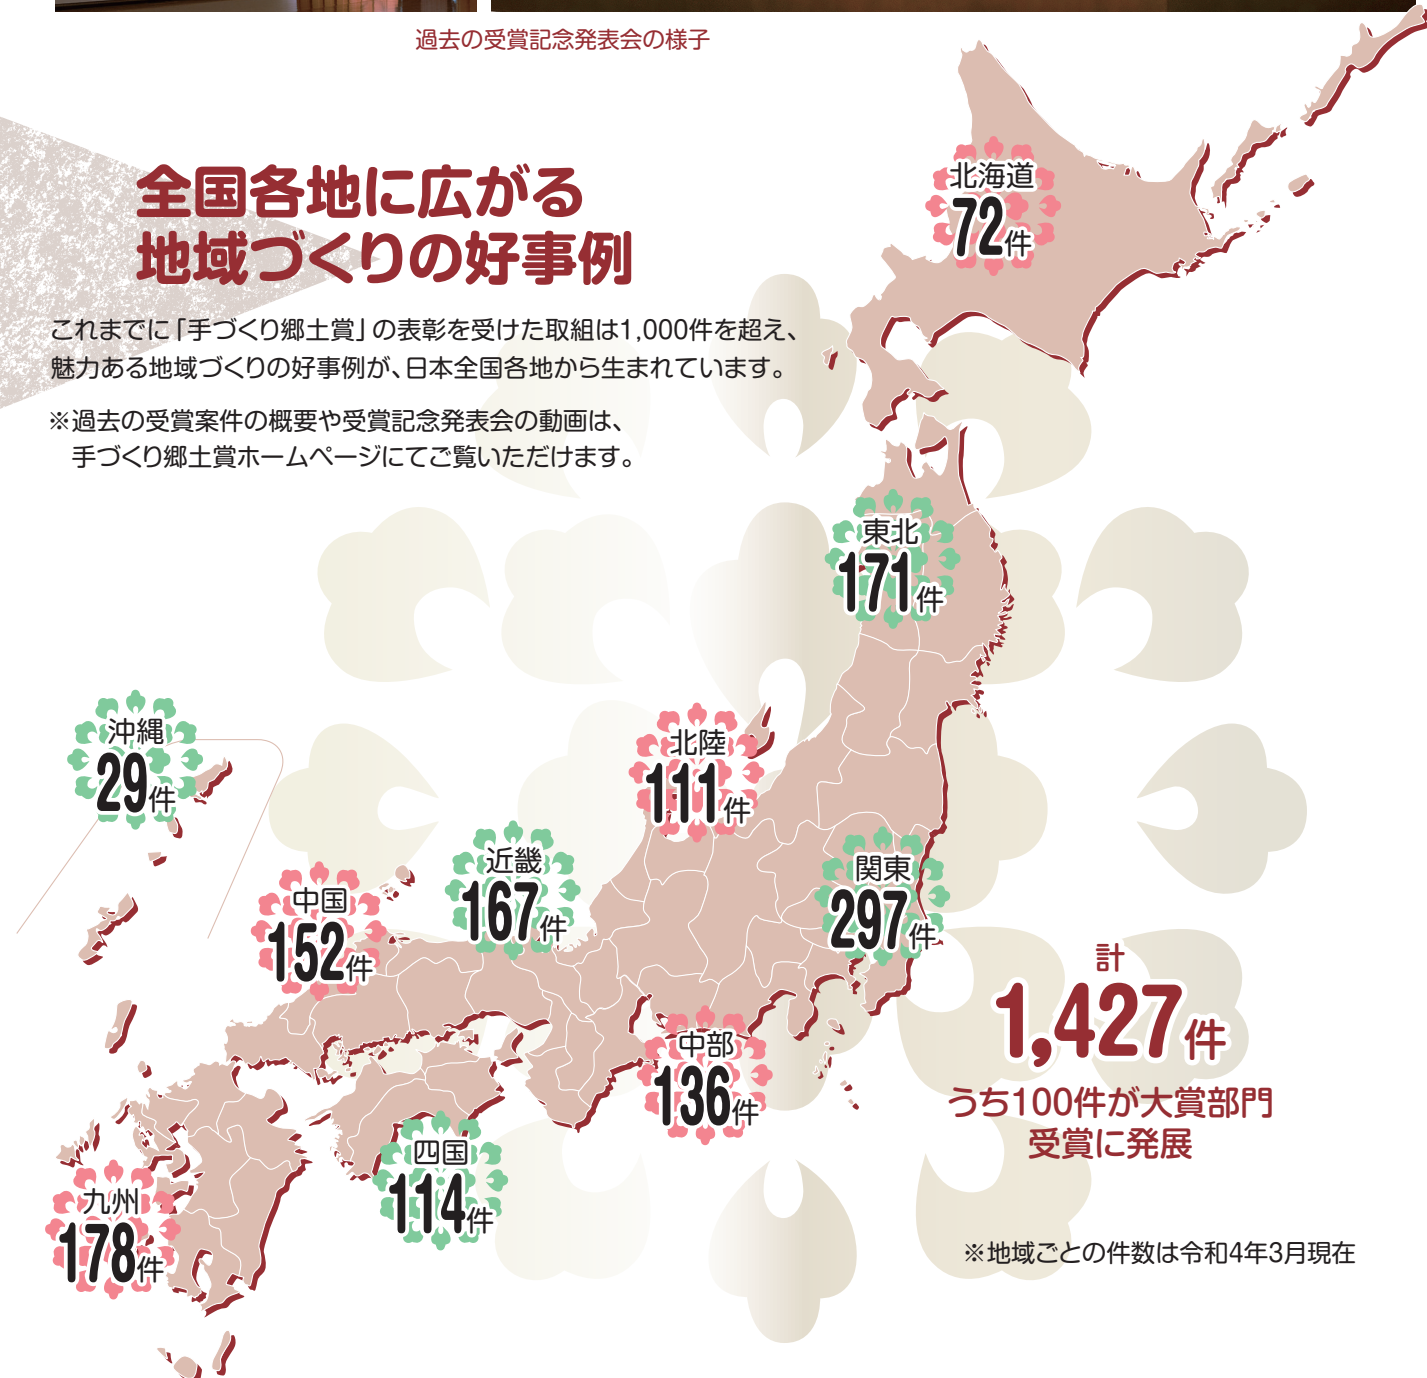 過去の受賞記念発表会の様子
全国各地に広がる
地域づくりの好事例
これまでに「手づくり郷土賞」の表彰を受けた取組は1,000件を超え、
魅力ある地域づくりの好事例が、日本全国各地から生まれています。
※過去の受賞案件の概要や受賞記念発表会の動画は、
手づくり郷土賞ホームページにてご覧いただけます。
北海道
72件
東北
171件
沖縄
29件
北陸
111件
近畿
167件
関東
297件
中国
152件
中部
136件
四国
114件
九州
178件
計
1,427件
うち100件が大賞部門
受賞に発展
※地域ごとの件数は令和4年3月現在